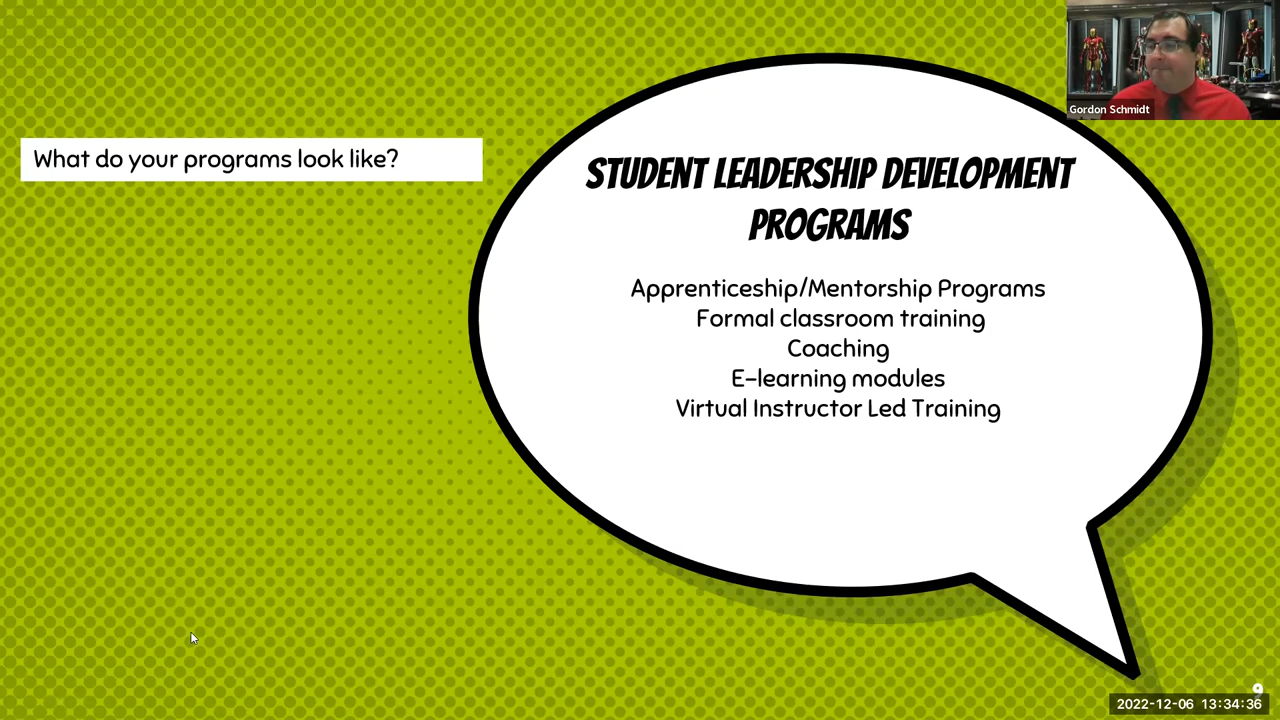 Gordon Schmidt
What do your programs look like?
STUDENT LEADERSHIP DEVELOPMENT
PROGRAMS
Apprenticeship/Mentorship Programs
Formal classroom training
Coaching
E-learning modules
Virtual Instructor Led Training
9
2022-12-06 13:34:36